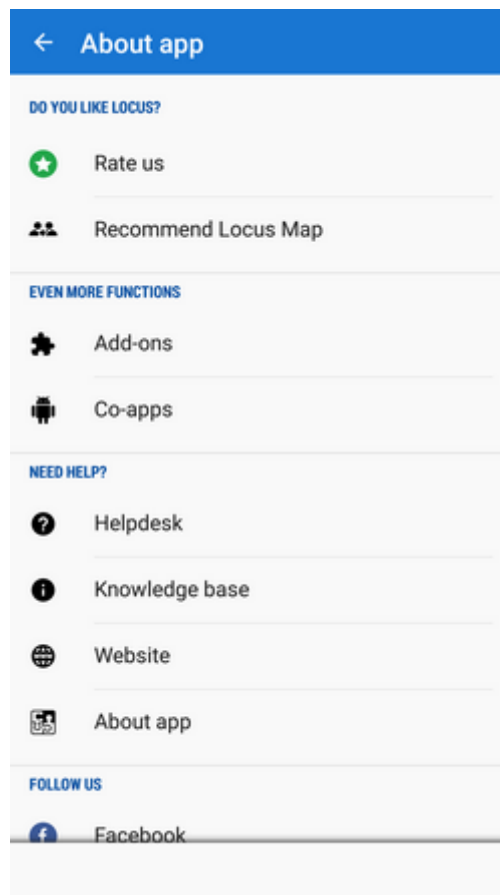 About app
DO YOU LIKE LOCUS?
Rate us
Recommend Locus Map
EVEN MORE FUNCTIONS
Add-ons
Co-apps
NEED HELP?
Helpdesk
Knowledge base
Website
About app
FOLLOW US
Facebook